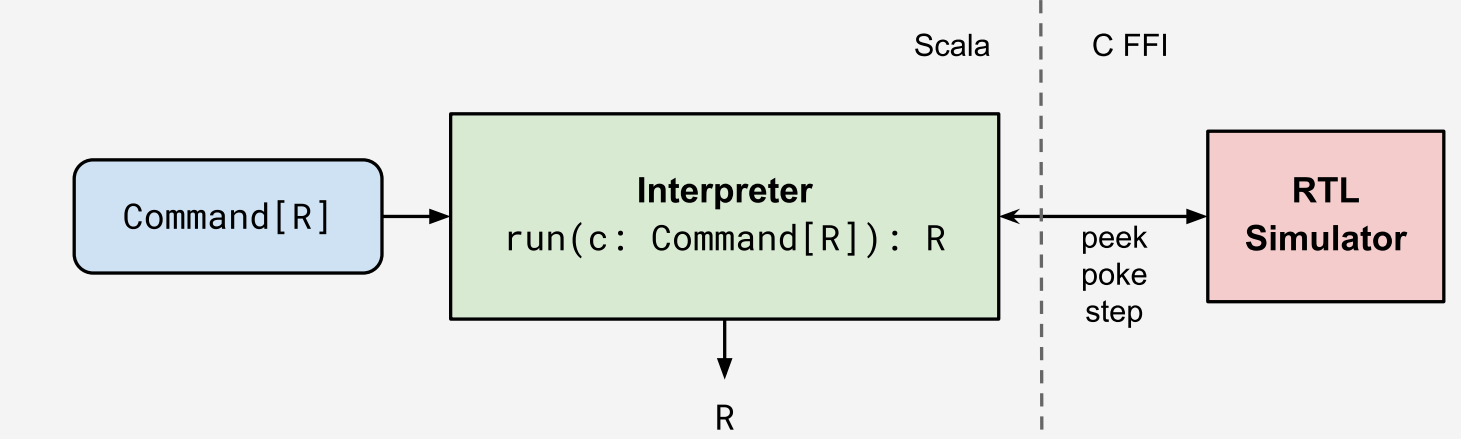 Scala
C FFI
Command[R]
Interpreter
run(c: Command[R]): R
peek
poke
step
RTL
Simulator
R